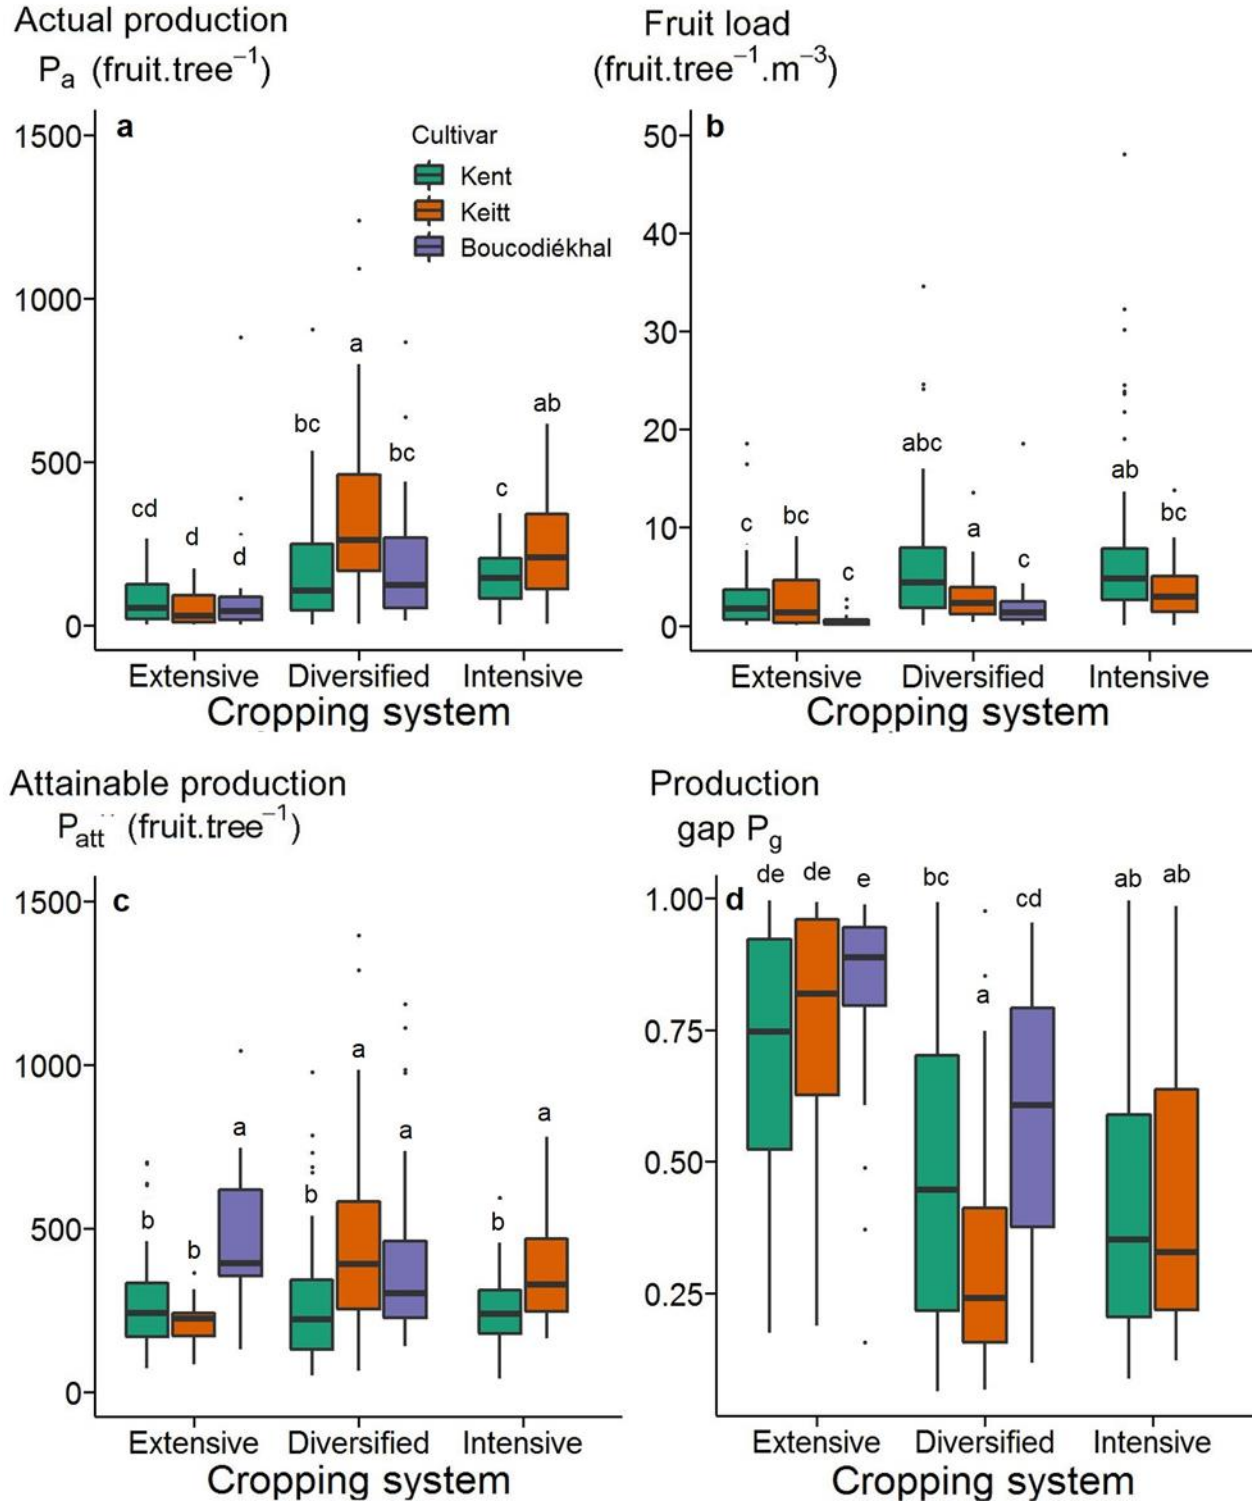 Actual production
Pa (fruit.tree−1)
Fruit load
(fruit.tree−1.m−3)
a
1500
1000
500
0
Cultivar
Kent
Keitt
Boucodiékhal
cd
d
d
bc
a
bc
c
ab
Extensive Diversified Intensive
Cropping system
b
50
40
30
20
10
0
c
bc
c
abc
a
c
ab
bc
Extensive Diversified Intensive
Cropping system
Attainable production
Patt (fruit.tree−1)
Production
gap Pg
c
1500
1000
500
0
b
b
a
b
a
a
b
a
Extensive Diversified Intensive
Cropping system
d
1.00
0.75
0.50
0.25
de
de
e
bc
a
cd
ab
ab
Extensive Diversified Intensive
Cropping system